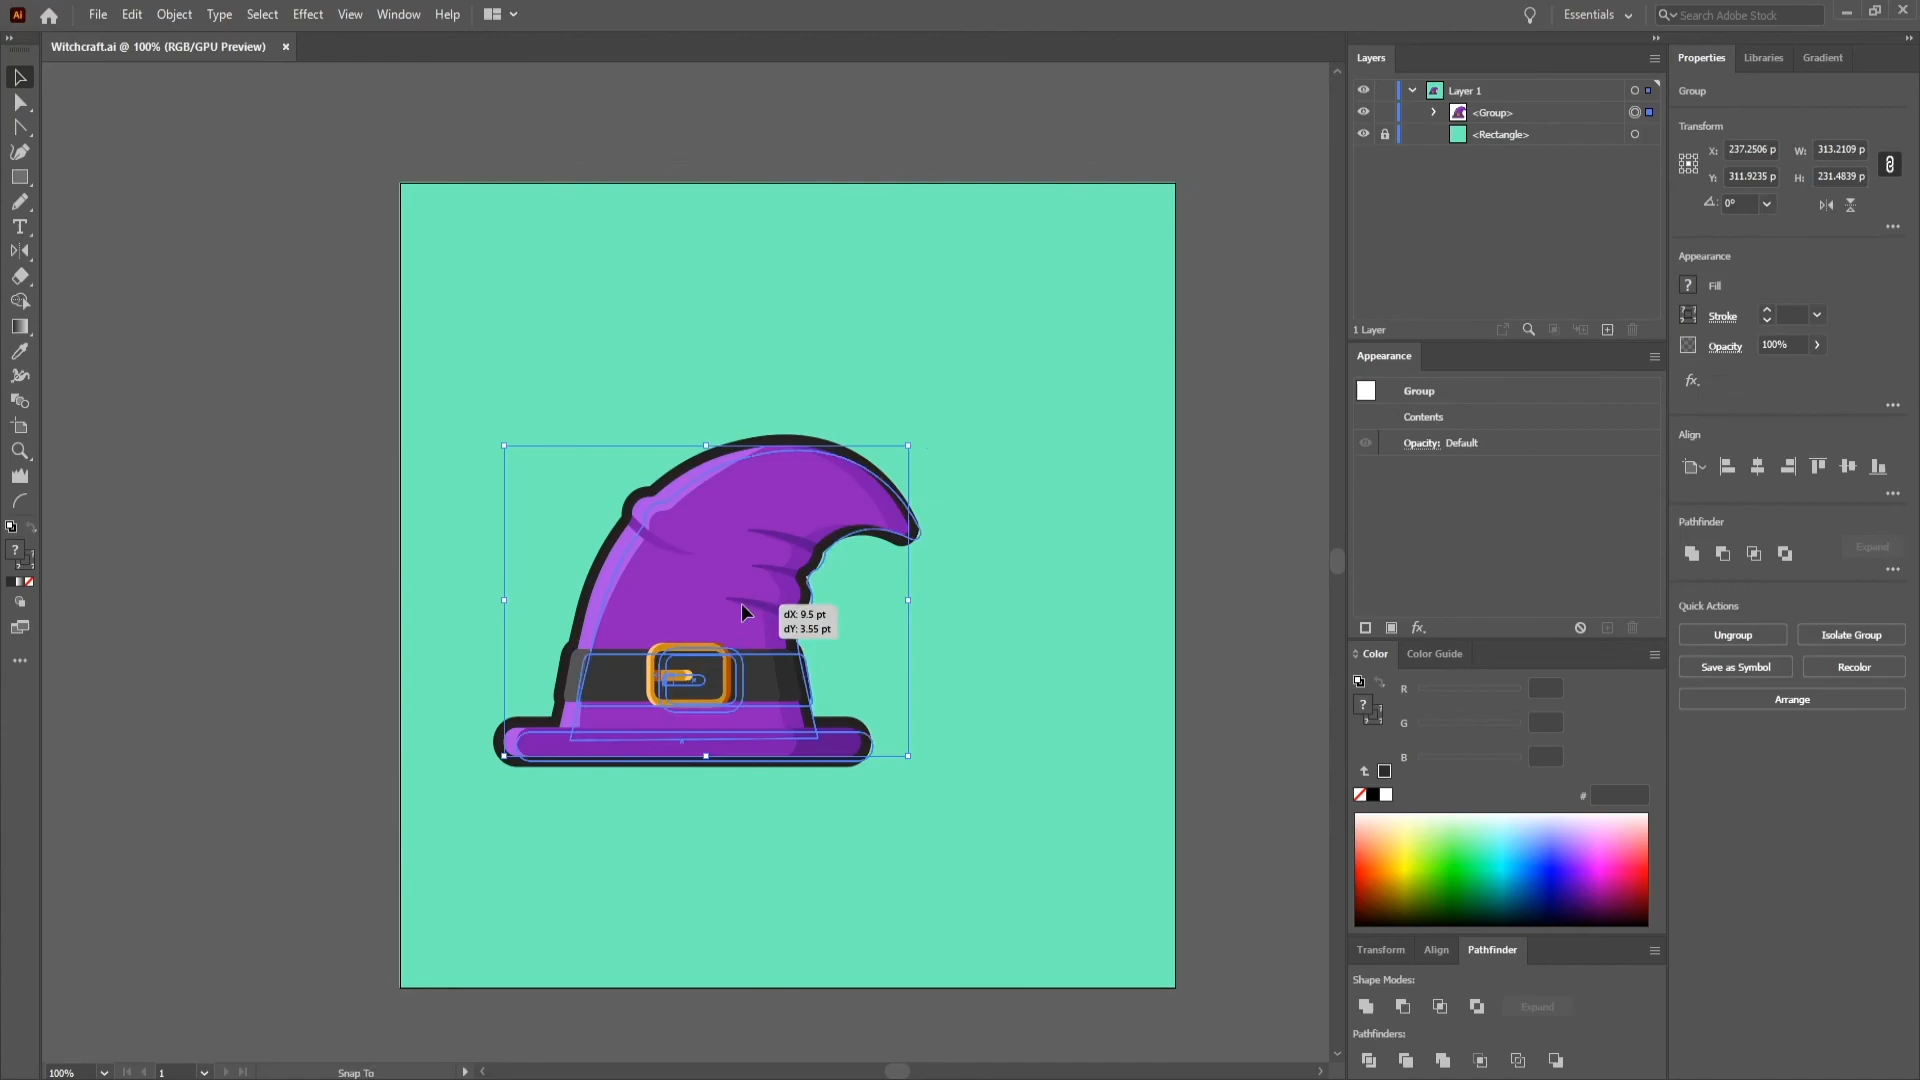 Ai File Edit Object Type Select Effect View Window Help Essentials Search Adobe Stock
Witchcraft.ai @ 100% (RGB/GPU Preview) ×
Layers
Layer 1
<Group>
<Rectangle>
1 Layer
Appearance
Group
Contents
Opacity: Default
Color Color Guide
R
G
B
#
Transform Align Pathfinder
Shape Modes:
Expand
Pathfinders:
Properties Libraries Gradient
Group
Transform
X: 237.2506 p W: 313.2109 p
Y: 311.9235 p H: 231.4839 p
0°
Appearance
? Fill
Stroke
Opacity 100%
fx.
Align
Pathfinder
Expand
Quick Actions
Ungroup Isolate Group
Save as Symbol Recolor
Arrange
dX: 9.5 pt
dY: 3.55 pt
100% 1 Snap To